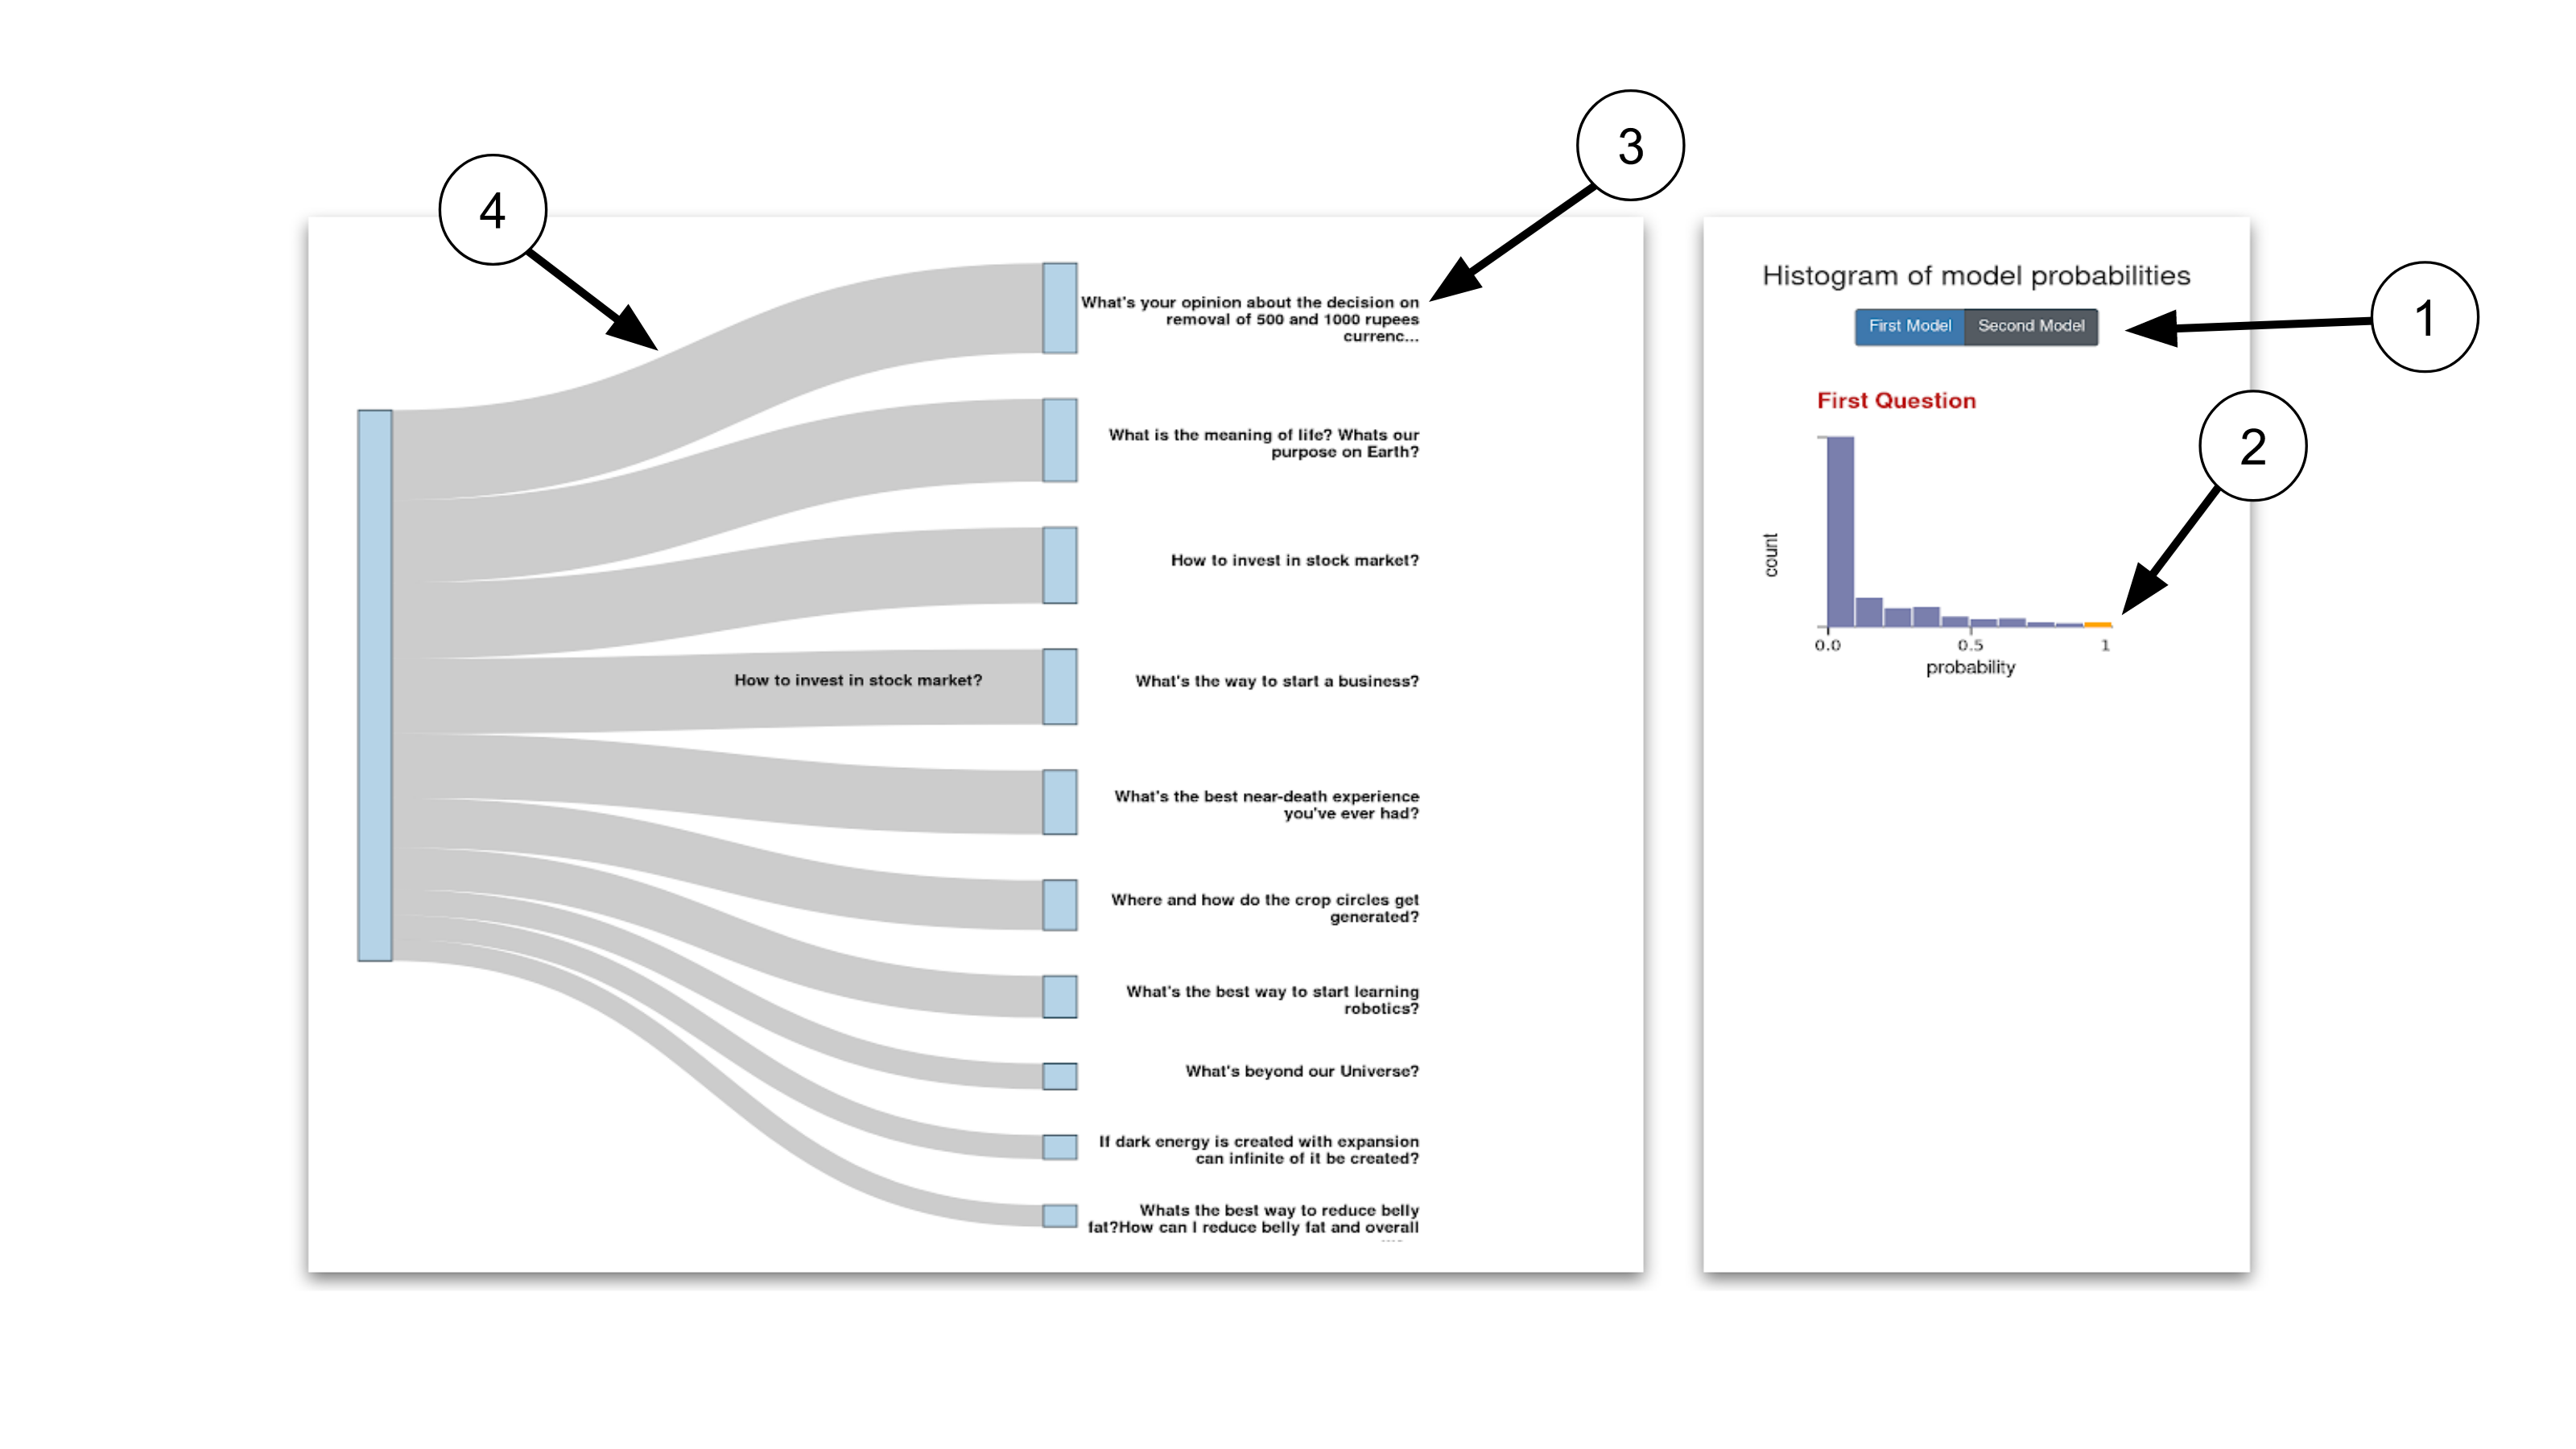 4
3
What's your opinion about the decision on
removal of 500 and 1000 rupees
currenc...
What is the meaning of life? Whats our
purpose on Earth?
How to invest in stock market?
How to invest in stock market?
What's the way to start a business?
What's the best near-death experience
you've ever had?
Where and how do the crop circles get
generated?
What's the best way to start learning
robotics?
What's beyond our Universe?
If dark energy is created with expansion
can infinite of it be created?
Whats the best way to reduce belly
fat?How can I reduce belly fat and overall
Histogram of model probabilities
First Model Second Model
1
First Question
2
count
0.0 0.5 1
probability